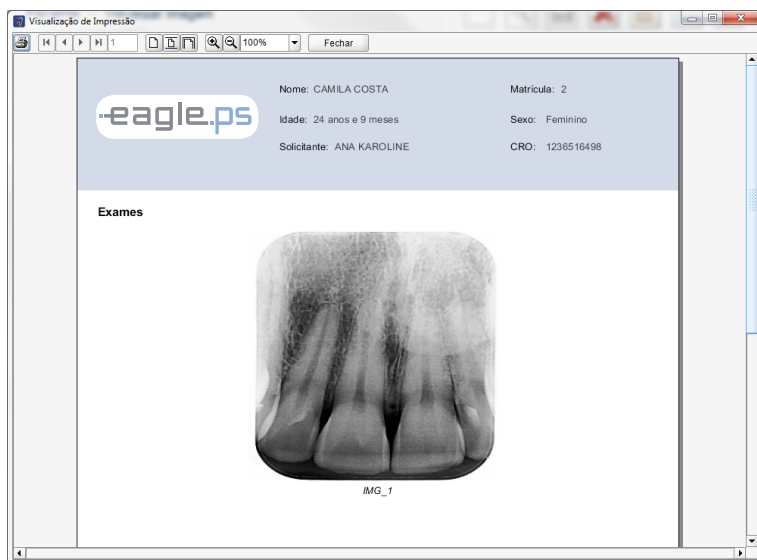 Visualização de Impressão
1
100%
Fechar
eagle.ps
Nome: CAMILA COSTA
Matrícula: 2
Idade: 24 anos e 9 meses
Sexo: Feminino
Solicitante: ANA KAROLINE
CRO: 1236516498
Exames
IMG_1